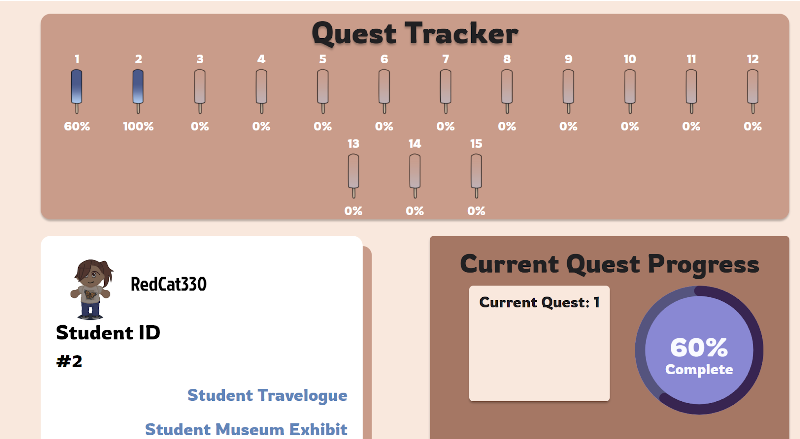 Quest Tracker
1 2 3 4 5 6 7 8 9 10 11 12
60% 100% 0% 0% 0% 0% 0% 0% 0% 0% 0% 0%
13 14 15
0% 0% 0%
RedCat330
Student ID
#2
Student Travelogue
Student Museum Exhibit
Current Quest Progress
Current Quest: 1
60%
Complete